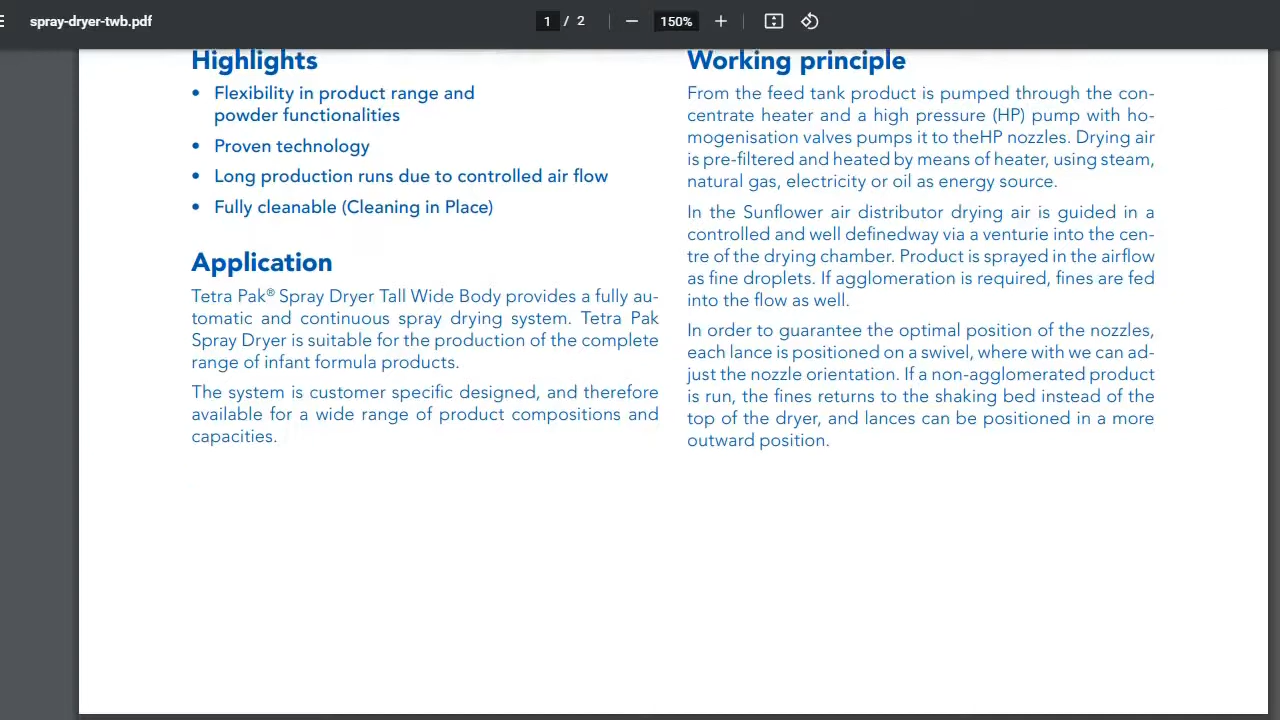 spray-dryer-twb.pdf
1 / 2
150%
Highlights
• Flexibility in product range and
powder functionalities
• Proven technology
• Long production runs due to controlled air flow
• Fully cleanable (Cleaning in Place)
Application
Tetra Pak® Spray Dryer Tall Wide Body provides a fully au-
tomatic and continuous spray drying system. Tetra Pak
Spray Dryer is suitable for the production of the complete
range of infant formula products.
The system is customer specific designed, and therefore
available for a wide range of product compositions and
capacities.
Working principle
From the feed tank product is pumped through the con-
centrate heater and a high pressure (HP) pump with ho-
mogenisation valves pumps it to theHP nozzles. Drying air
is pre-filtered and heated by means of heater, using steam,
natural gas, electricity or oil as energy source.
In the Sunflower air distributor drying air is guided in a
controlled and well definedway via a venturie into the cen-
tre of the drying chamber. Product is sprayed in the airflow
as fine droplets. If agglomeration is required, fines are fed
into the flow as well.
In order to guarantee the optimal position of the nozzles,
each lance is positioned on a swivel, where with we can ad-
just the nozzle orientation. If a non-agglomerated product
is run, the fines returns to the shaking bed instead of the
top of the dryer, and lances can be positioned in a more
outward position.